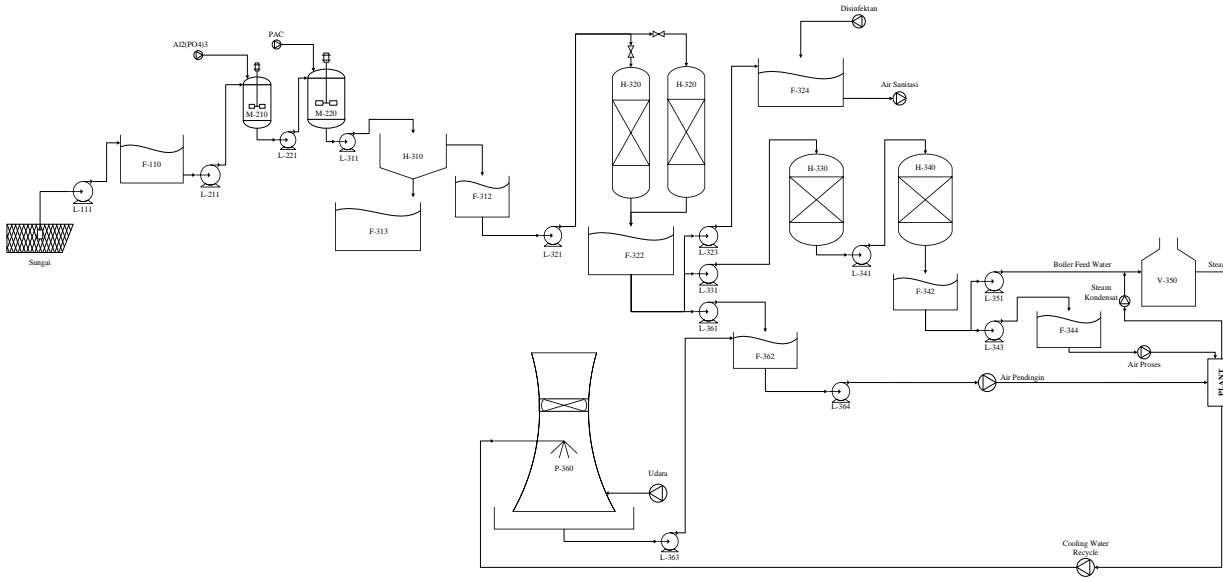 Disinfektan
Al2(PO4)3
PAC
M-210
M-220
H-320
H-320
F-324
Air Sanitasi
F-110
L-221
L-311
H-310
L-111
L-211
F-312
F-313
Sungai
L-321
F-322
L-323
H-330
H-340
L-331
L-341
L-361
F-342
L-351
Boiler Feed Water
V-350
Steam
Steam
Kondensat
L-343
F-344
Air Proses
F-362
L-364
Air Pendingin
PLANT
P-360
Udara
L-363
Cooling Water
Recycle